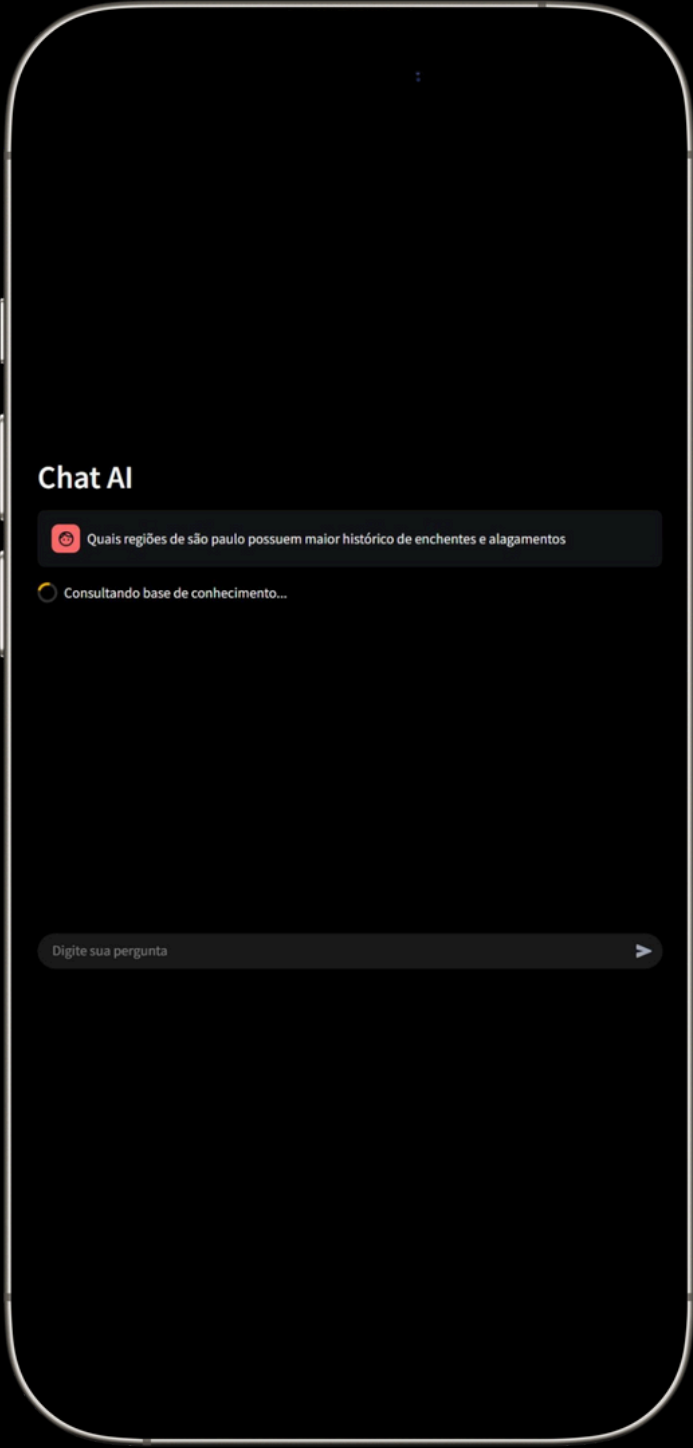 Chat AI
Quais regiões de são paulo possuem maior histórico de enchentes e alagamentos
Consultando base de conhecimento...
Digite sua pergunta